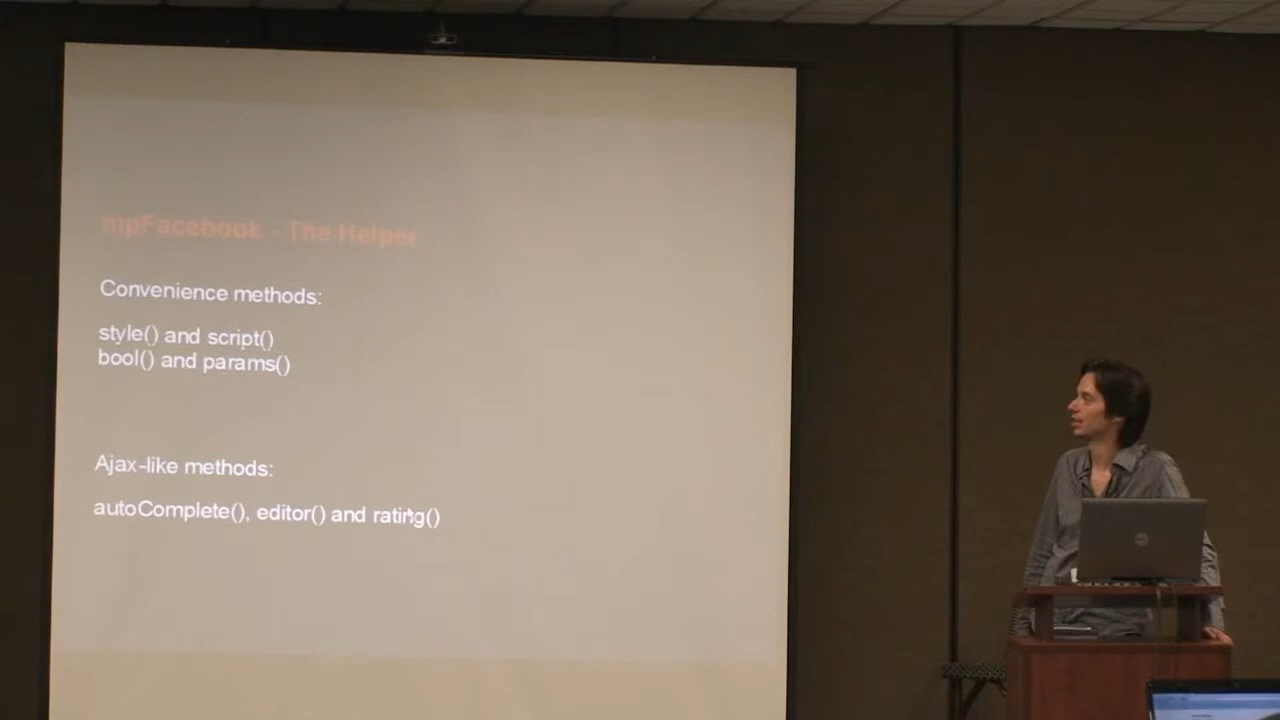 mpFacebook - The Helper
Convenience methods:
style() and script()
bool() and params()
Ajax-like methods:
autoComplete(), editor() and rating()